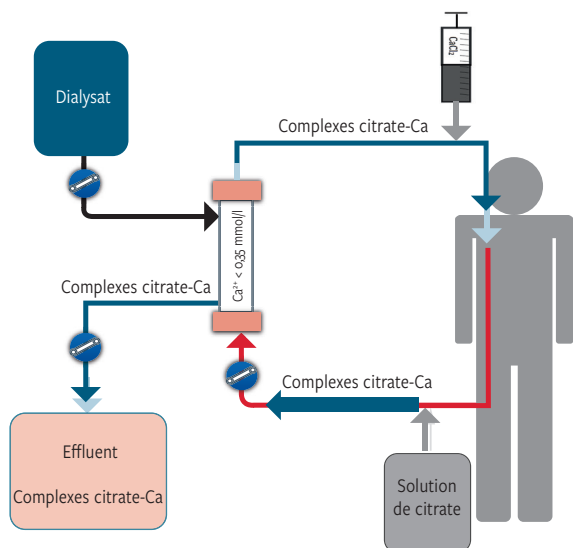 CaCl₂
Dialysat
Complexes citrate-Ca
Ca²⁺ < 0,35 mmol/l
Complexes citrate-Ca
Complexes citrate-Ca
Effluent
Complexes citrate-Ca
Solution
de citrate